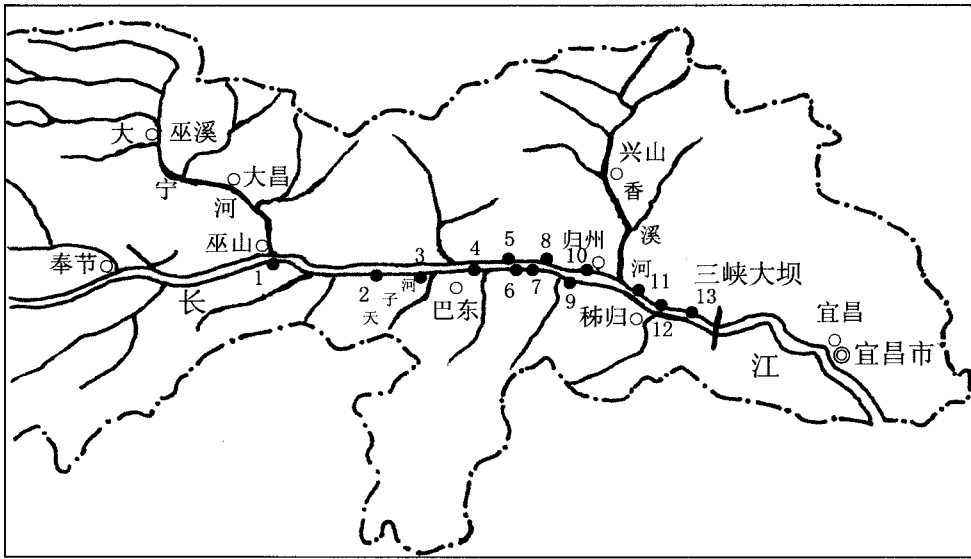 大
巫溪
宁
河
大昌
巫山
奉节
长
1
2
天
子
河
3
4
巴东
5
6
7
8
9
10
归州
兴山
香
溪
河
11
12
13
秭归
三峡大坝
江
宜昌
宜昌市